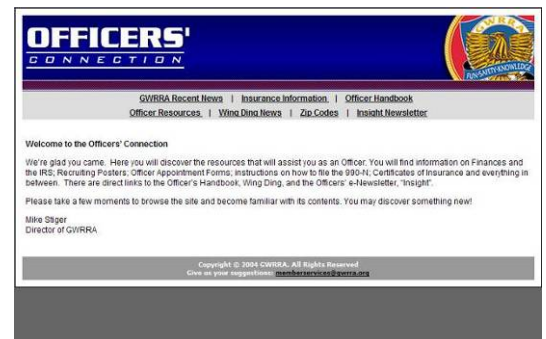 OFFICERS'
CONNECTION
GWRRA
FUN-SAFETY-KNOWLEDGE
GWRRA Recent News | Insurance Information | Officer Handbook
Officer Resources | Wing Ding News | Zip Codes | Insight Newsletter
Welcome to the Officers' Connection
We're glad you came. Here you will discover the resources that will assist you as an Officer. You will find information on Finances and
the IRS; Recruiting Posters; Officer Appointment Forms; instructions on how to file the 990-N; Certificates of Insurance and everything in
between. There are direct links to the Officer's Handbook, Wing Ding, and the Officers' e-Newsletter, "Insight".
Please take a few moments to browse the site and become familiar with its contents. You may discover something new!
Mike Stiger
Director of GWRRA
Copyright © 2004 GWRRA. All Rights Reserved
Give us your suggestions: memberservices@gwrra.org